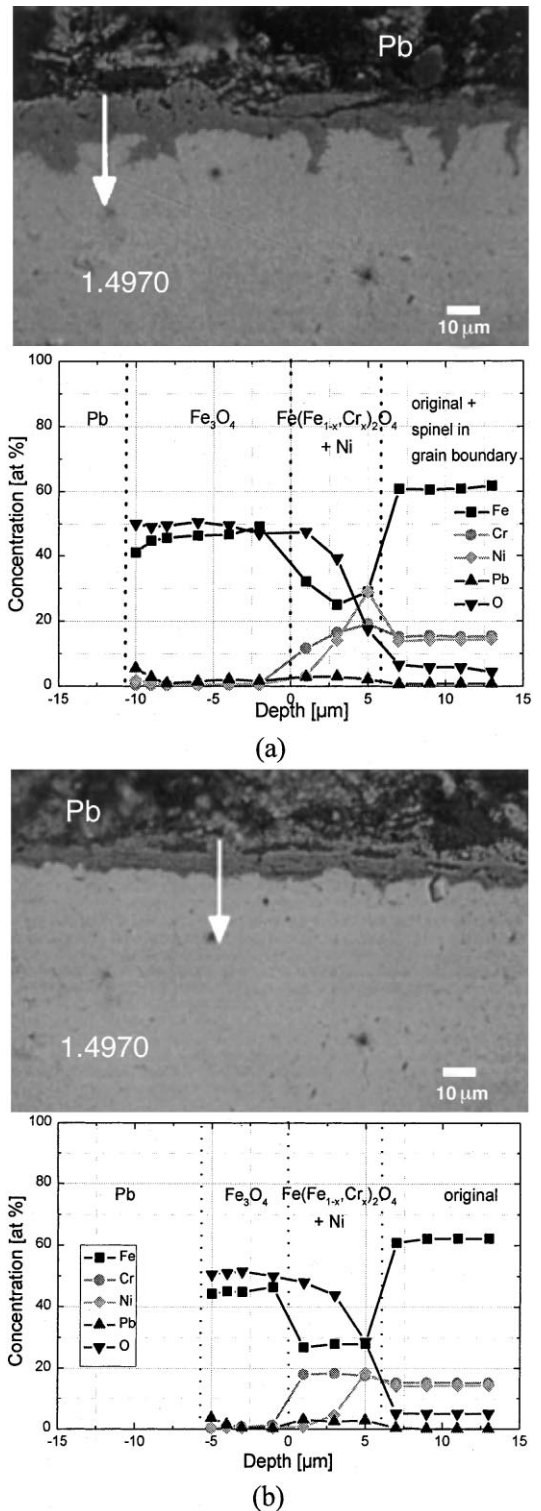 Pb
1.4970
10 μm
100
80
60
40
20
0
Concentration [at %]
Pb
Fe₃O₄
Fe(Fe₁₋ₓ,Crₓ)₂O₄
+ Ni
original +
spinel in
grain boundary
Fe
Cr
Ni
Pb
O
-15 -10 -5 0 5 10 15
Depth [μm]
(a)
Pb
1.4970
10 μm
100
80
60
40
20
0
Concentration [at %]
Pb
Fe₃O₄
Fe(Fe₁₋ₓ,Crₓ)₂O₄
+ Ni
original
Fe
Cr
Ni
Pb
O
-15 -10 -5 0 5 10 15
Depth [μm]
(b)